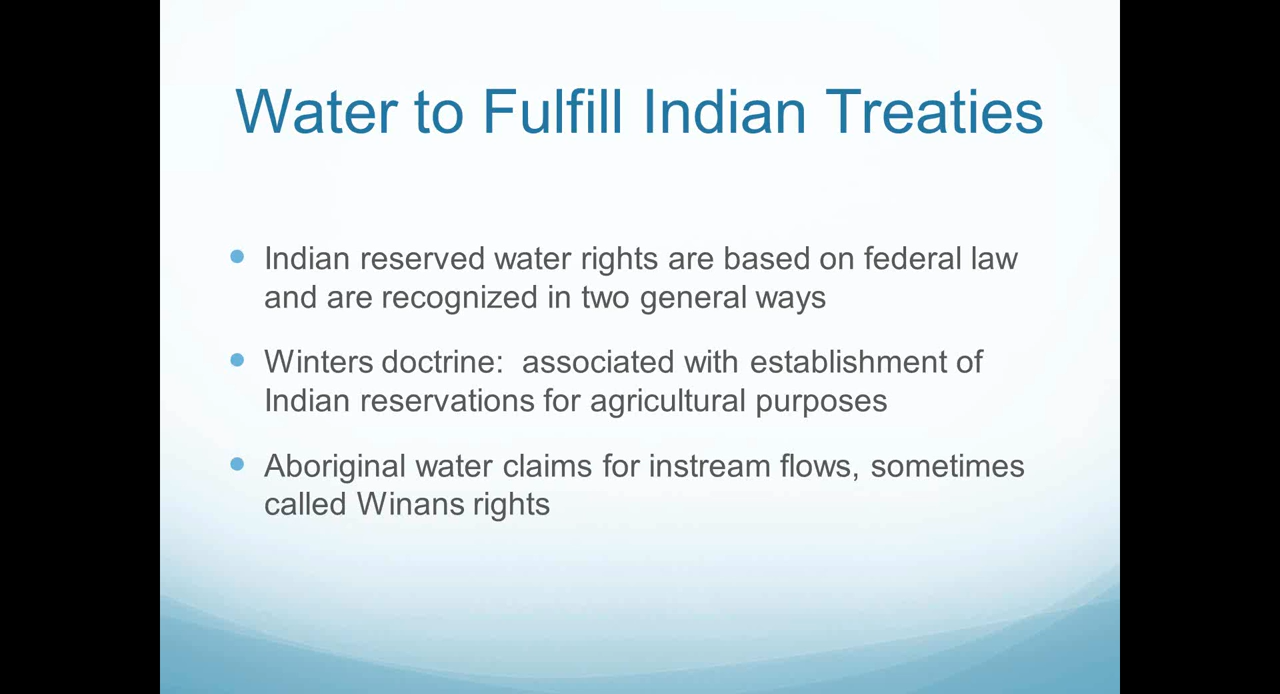 Water to Fulfill Indian Treaties
Indian reserved water rights are based on federal law
and are recognized in two general ways
Winters doctrine:  associated with establishment of
Indian reservations for agricultural purposes
Aboriginal water claims for instream flows, sometimes
called Winans rights